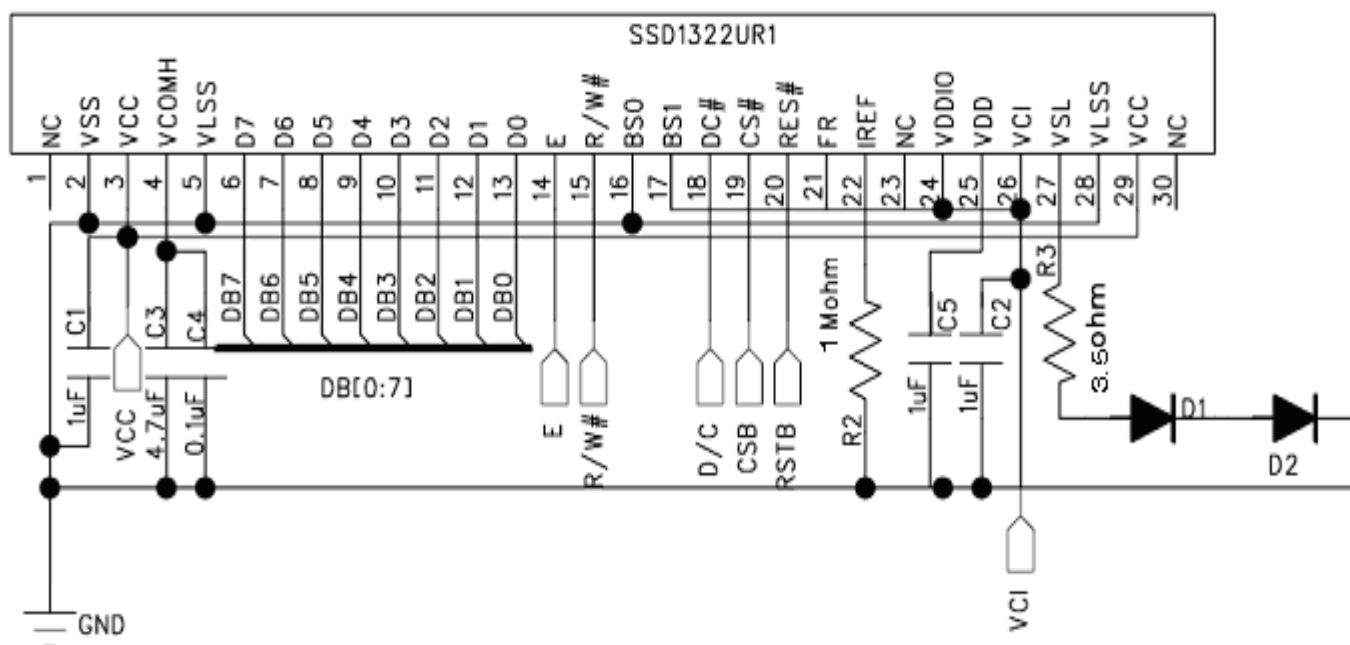 SSD1322UR1
NC
VSS
VCC
VCOMH
VLSS
D7
D6
D5
D4
D3
D2
D1
D0
E
R/W#
BS0
BS1
DC#
CS#
RES#
FR
IREF
NC
VDDIO
VDD
VCI
VSL
VLSS
VCC
NC
1
2
3
4
5
6
7
8
9
10
11
12
13
14
15
16
17
18
19
20
21
22
23
24
25
26
27
28
29
30
C1
1uF
VCC
C3
4.7uF
C4
0.1uF
DB7
DB6
DB5
DB4
DB3
DB2
DB1
DB0
DB[0:7]
E
R/W#
D/C
CSB
RSTB
1 Mohm
R2
C5
1uF
C2
1uF
R3
3.5ohm
D1
D2
VCI
GND